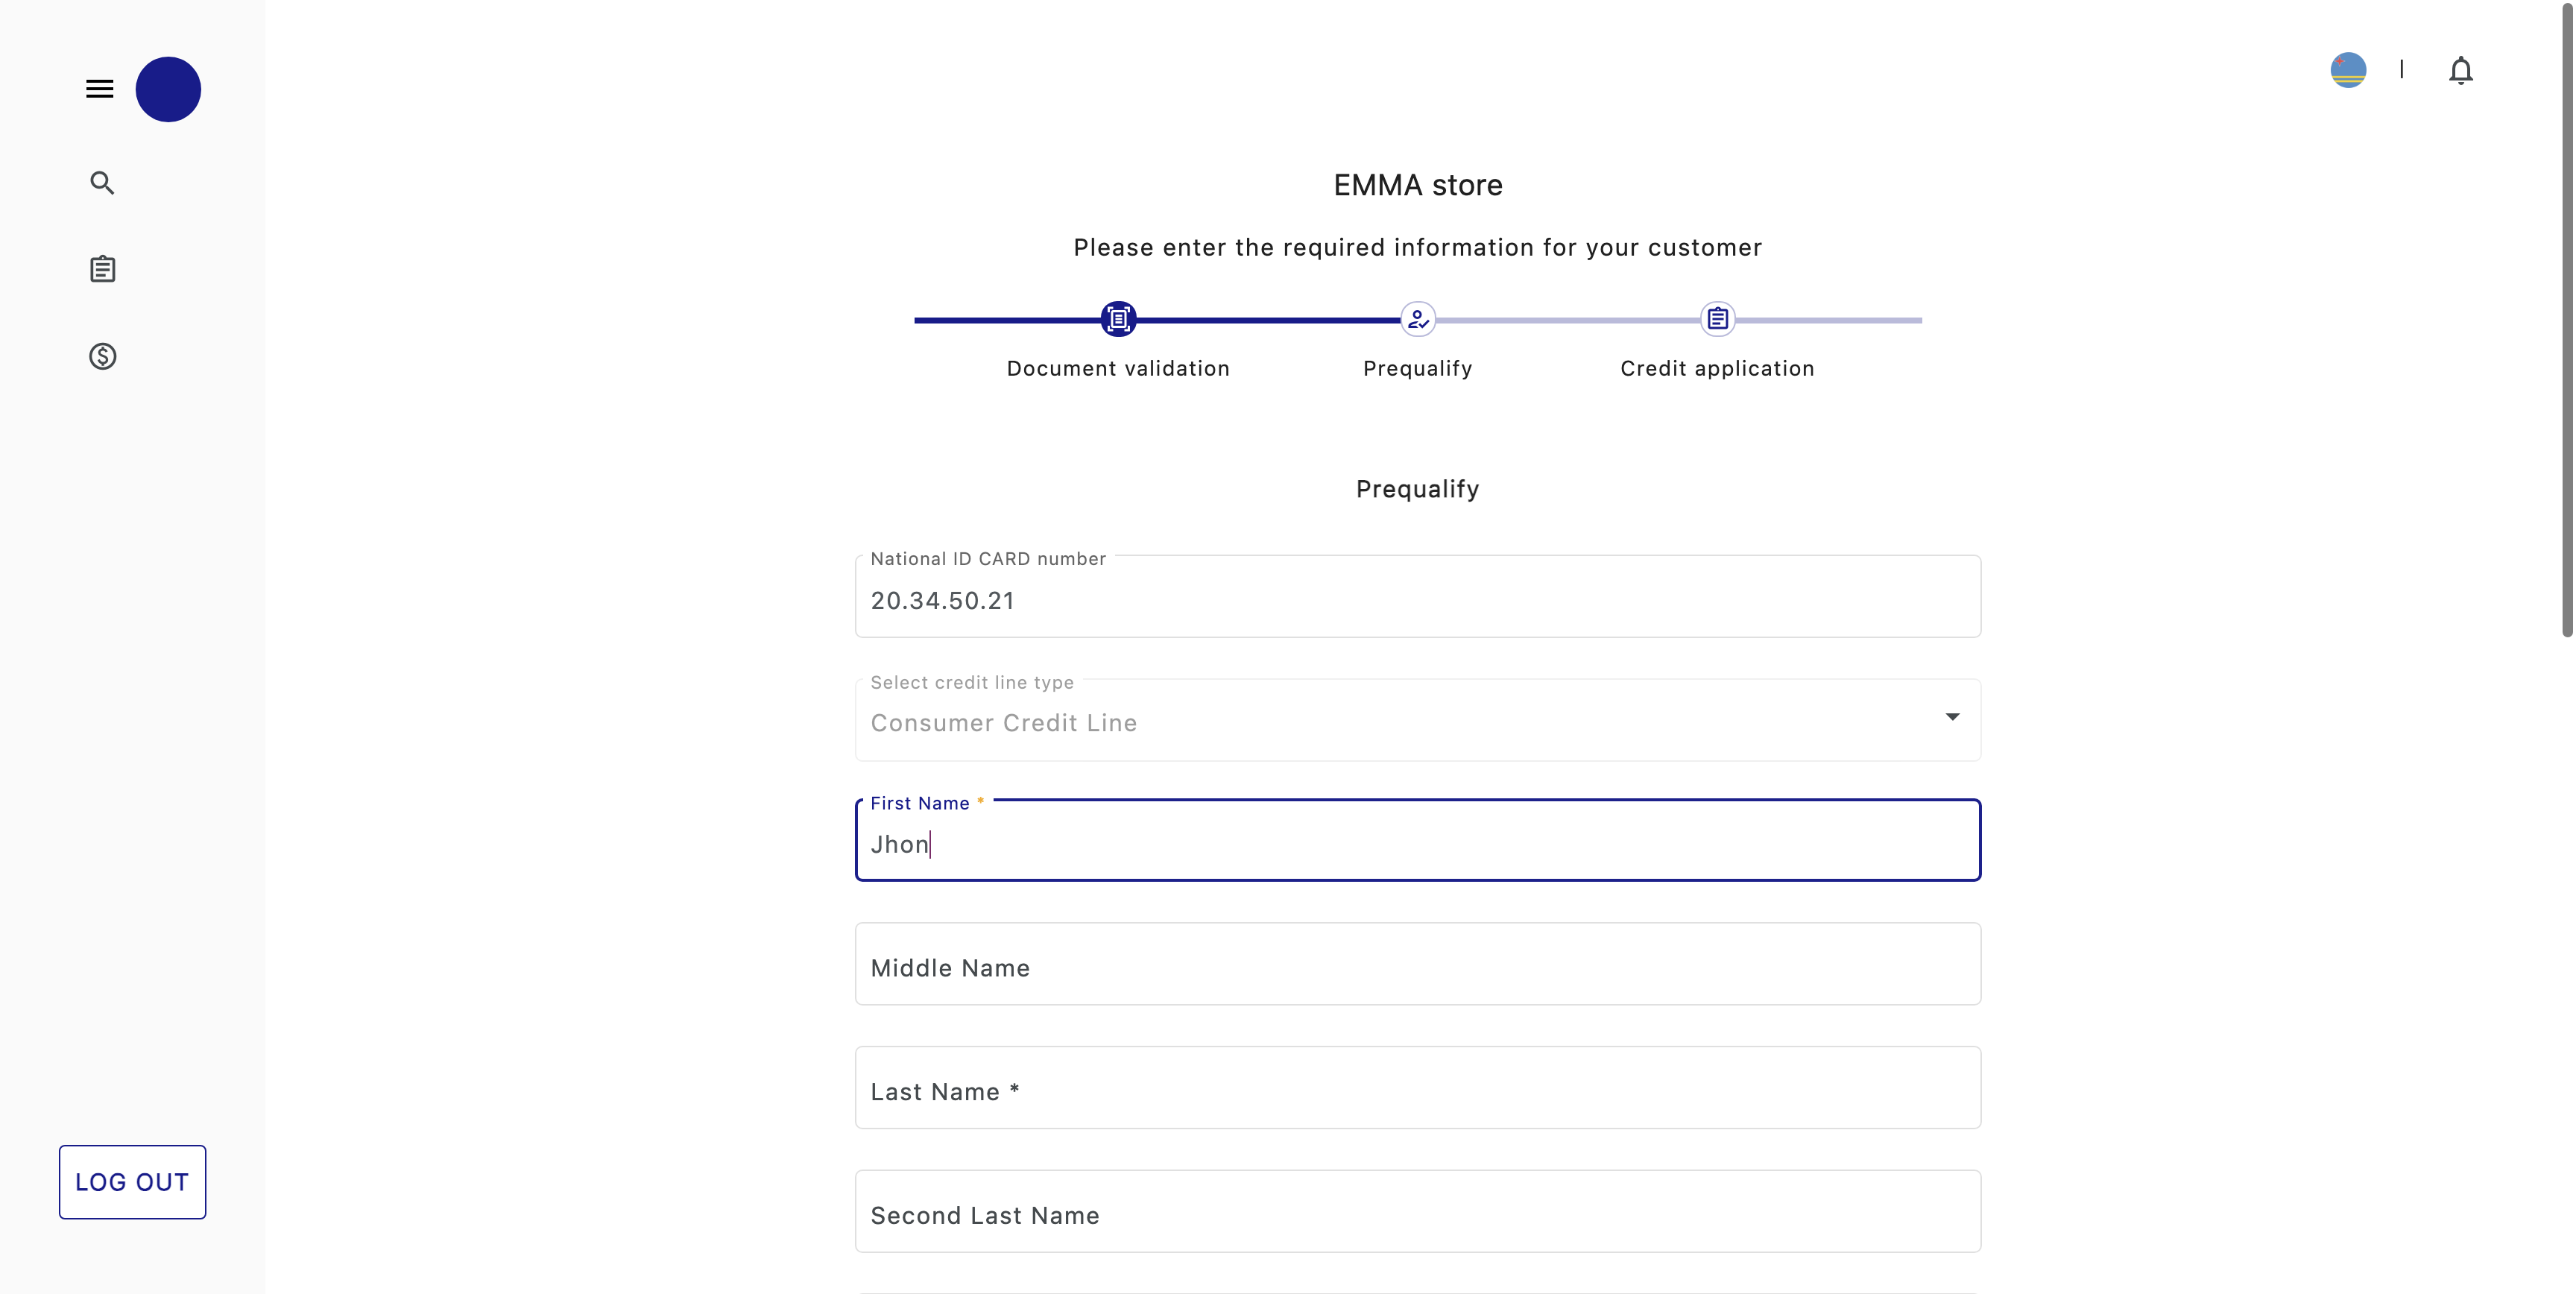 EMMA store
Please enter the required information for your customer
Document validation
Prequalify
Credit application
Prequalify
National ID CARD number
20.34.50.21
Select credit line type
Consumer Credit Line
First Name *
Jhon
Middle Name
Last Name *
Second Last Name
LOG OUT